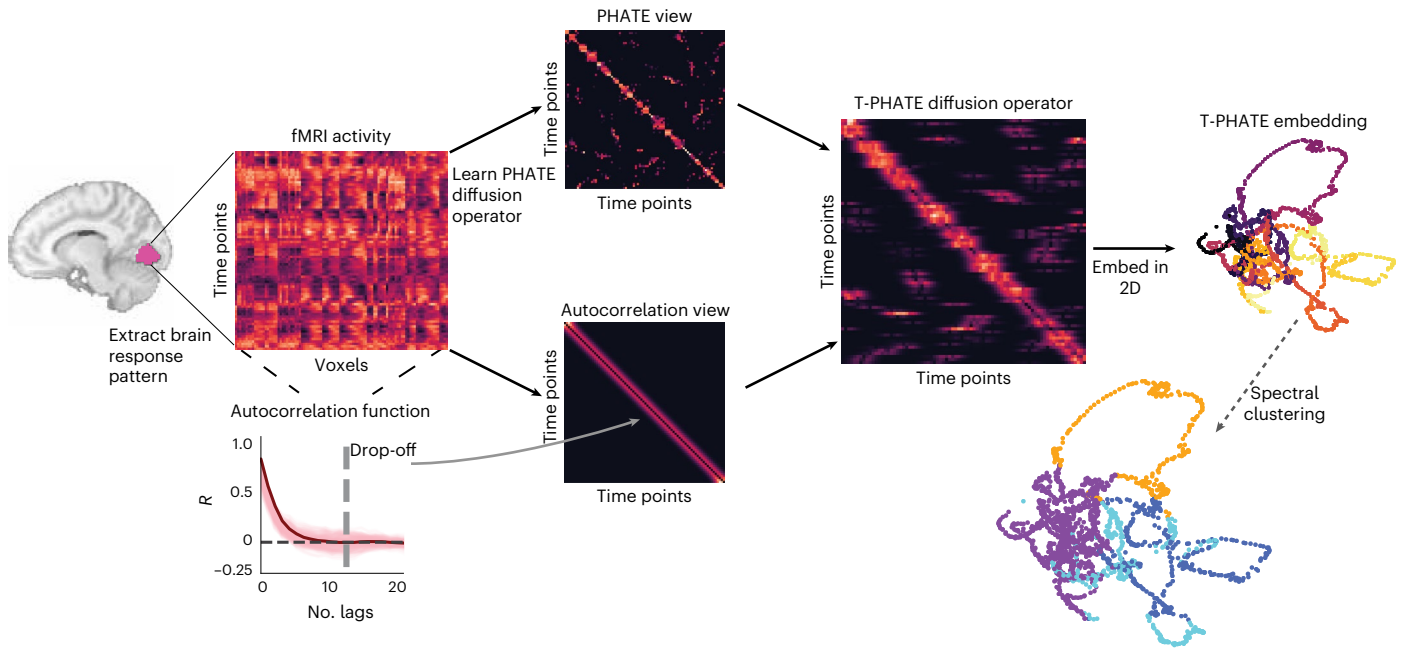 PHATE view
Time points
Time points
T-PHATE diffusion operator
Time points
Time points
T-PHATE embedding
fMRI activity
Time points
Voxels
Learn PHATE
diffusion
operator
Extract brain
response
pattern
Embed in
2D
Autocorrelation view
Time points
Time points
Spectral
clustering
Autocorrelation function
Drop-off
R
1.0
0.5
0
–0.25
0
10
20
No. lags